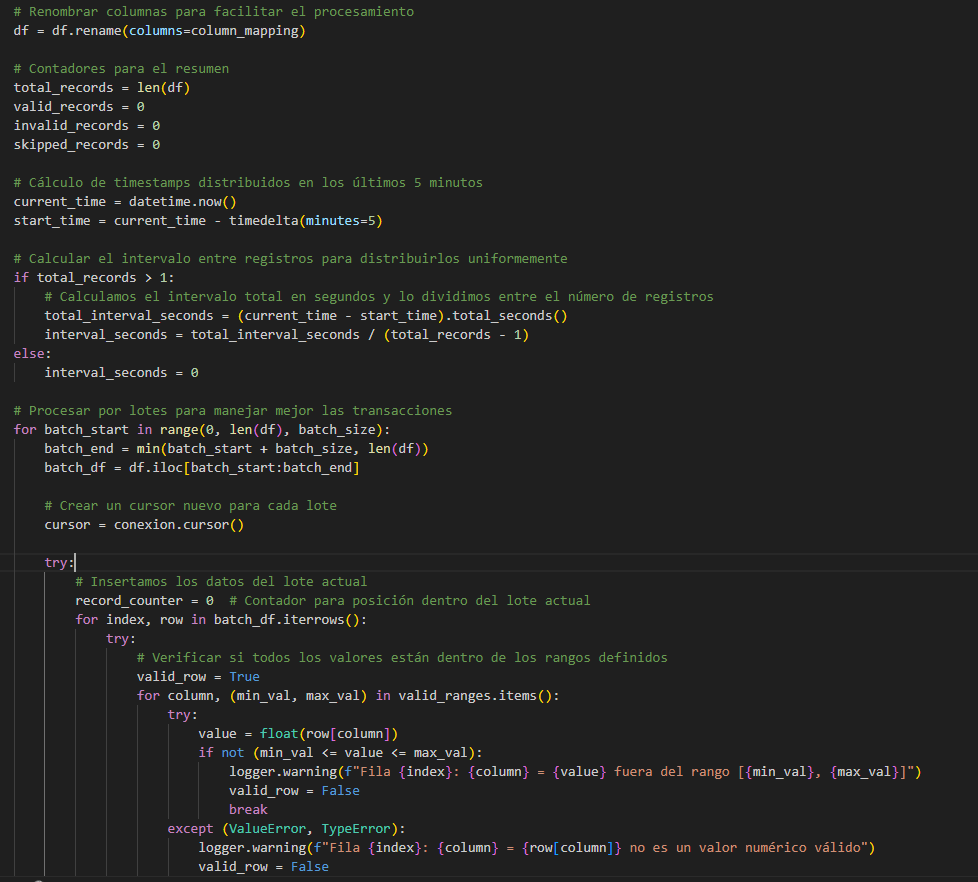 # Renombrar columnas para facilitar el procesamiento
df = df.rename(columns=column_mapping)

# Contadores para el resumen
total_records = len(df)
valid_records = 0
invalid_records = 0
skipped_records = 0

# Cálculo de timestamps distribuidos en los últimos 5 minutos
current_time = datetime.now()
start_time = current_time - timedelta(minutes=5)

# Calcular el intervalo entre registros para distribuirlos uniformemente
if total_records > 1:
    # Calculamos el intervalo total en segundos y lo dividimos entre el número de registros
    total_interval_seconds = (current_time - start_time).total_seconds()
    interval_seconds = total_interval_seconds / (total_records - 1)
else:
    interval_seconds = 0

# Procesar por lotes para manejar mejor las transacciones
for batch_start in range(0, len(df), batch_size):
    batch_end = min(batch_start + batch_size, len(df))
    batch_df = df.iloc[batch_start:batch_end]

    # Crear un cursor nuevo para cada lote
    cursor = conexion.cursor()

    try:
        # Insertamos los datos del lote actual
        record_counter = 0  # Contador para posición dentro del lote actual
        for index, row in batch_df.iterrows():
            try:
                # Verificar si todos los valores están dentro de los rangos definidos
                valid_row = True
                for column, (min_val, max_val) in valid_ranges.items():
                    try:
                        value = float(row[column])
                        if not (min_val <= value <= max_val):
                            logger.warning(f"Fila {index}: {column} = {value} fuera del rango [{min_val}, {max_val}]")
                            valid_row = False
                            break
                    except (ValueError, TypeError):
                        logger.warning(f"Fila {index}: {column} = {row[column]} no es un valor numérico válido")
                        valid_row = False